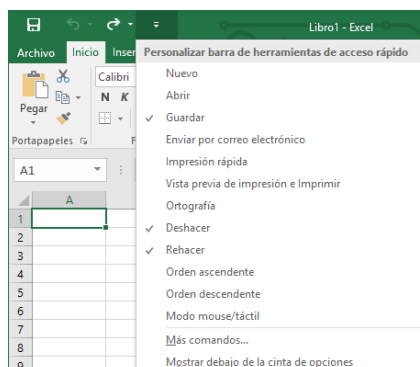 Libro1 - Excel
Archivo Inicio Inser
Personalizar barra de herramientas de acceso rápido
Nuevo
Abrir
Guardar
Enviar por correo electrónico
Impresión rápida
Vista previa de impresión e Imprimir
Ortografía
Deshacer
Rehacer
Orden ascendente
Orden descendente
Modo mouse/táctil
Más comandos...
Mostrar debajo de la cinta de opciones
Calibri
N K
Pegar
Portapapeles F
A1
A
1
2
3
4
5
6
7
8
9